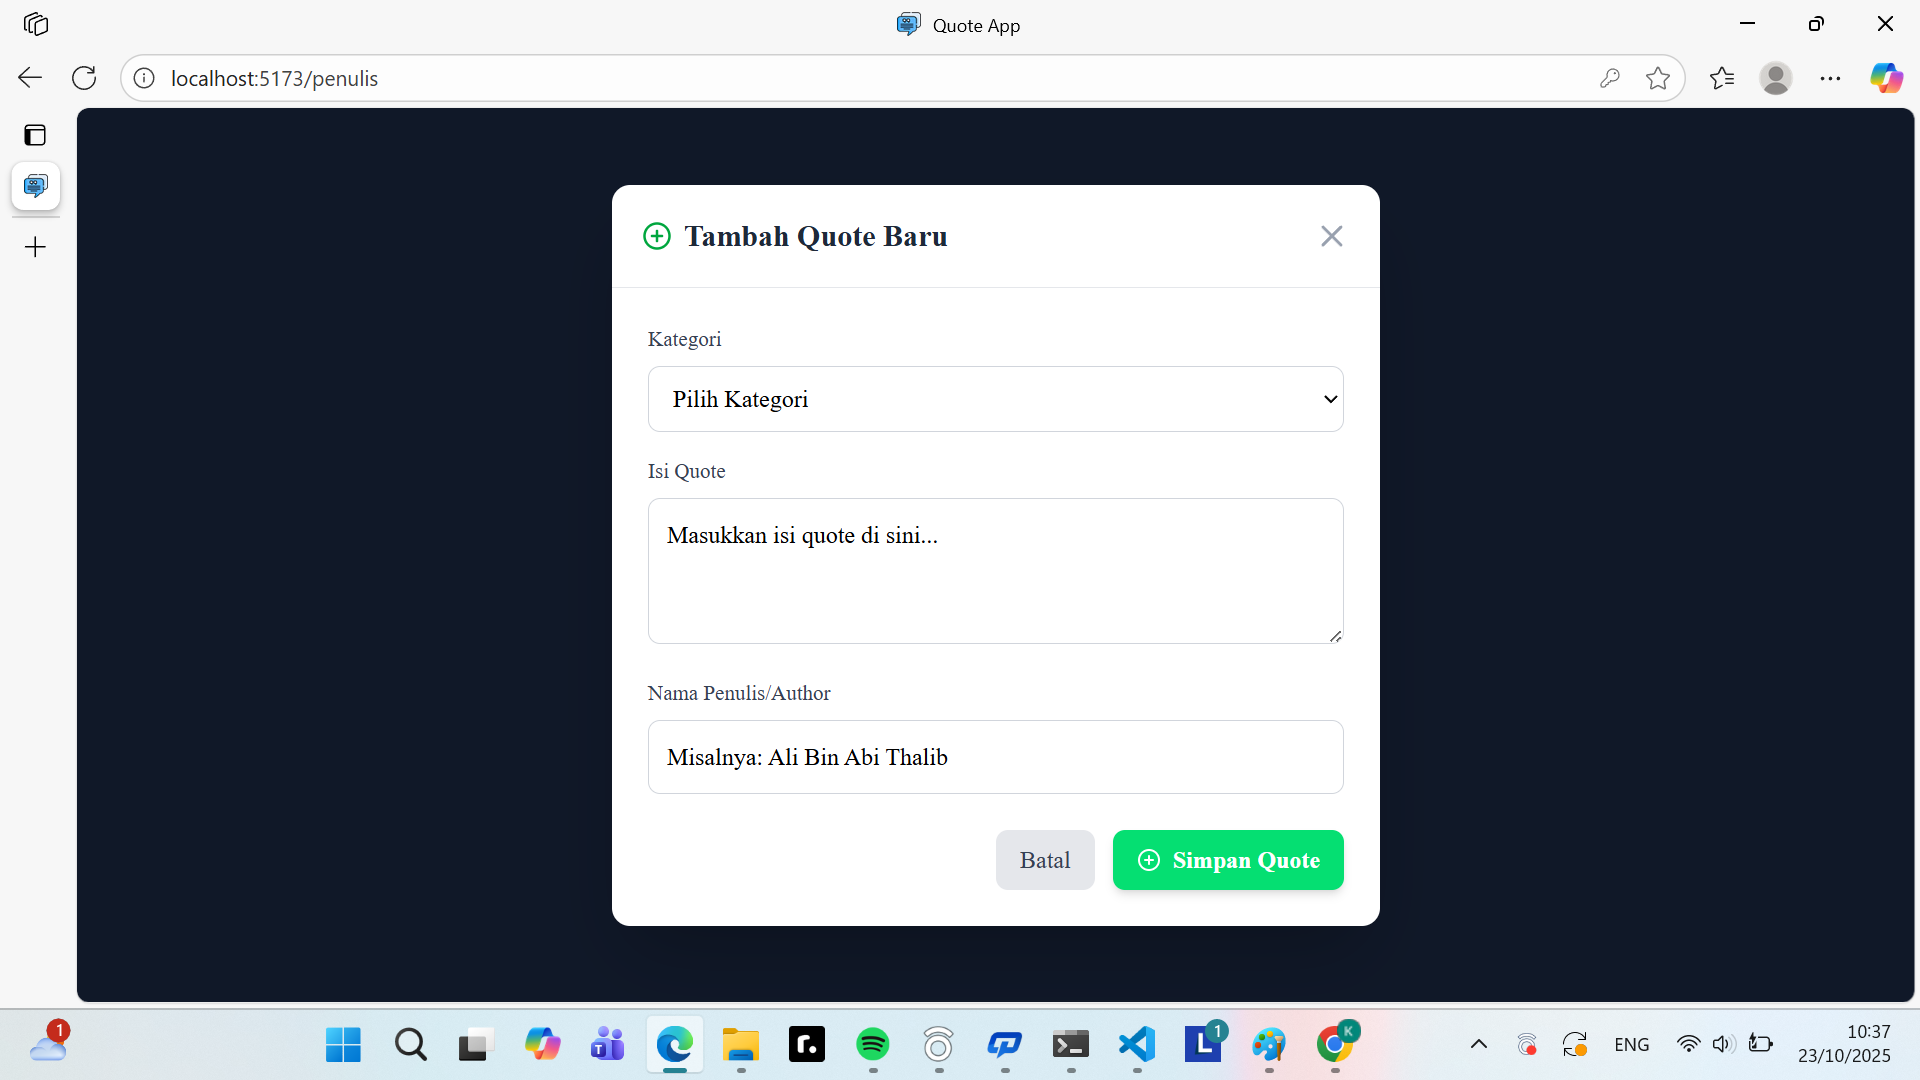 Quote App
localhost:5173/penulis
Tambah Quote Baru
Kategori
Pilih Kategori
Isi Quote
Masukkan isi quote di sini...
Nama Penulis/Author
Misalnya: Ali Bin Abi Thalib
Batal
Simpan Quote
1
T
r.
L
1
K
ENG
10:37
23/10/2025